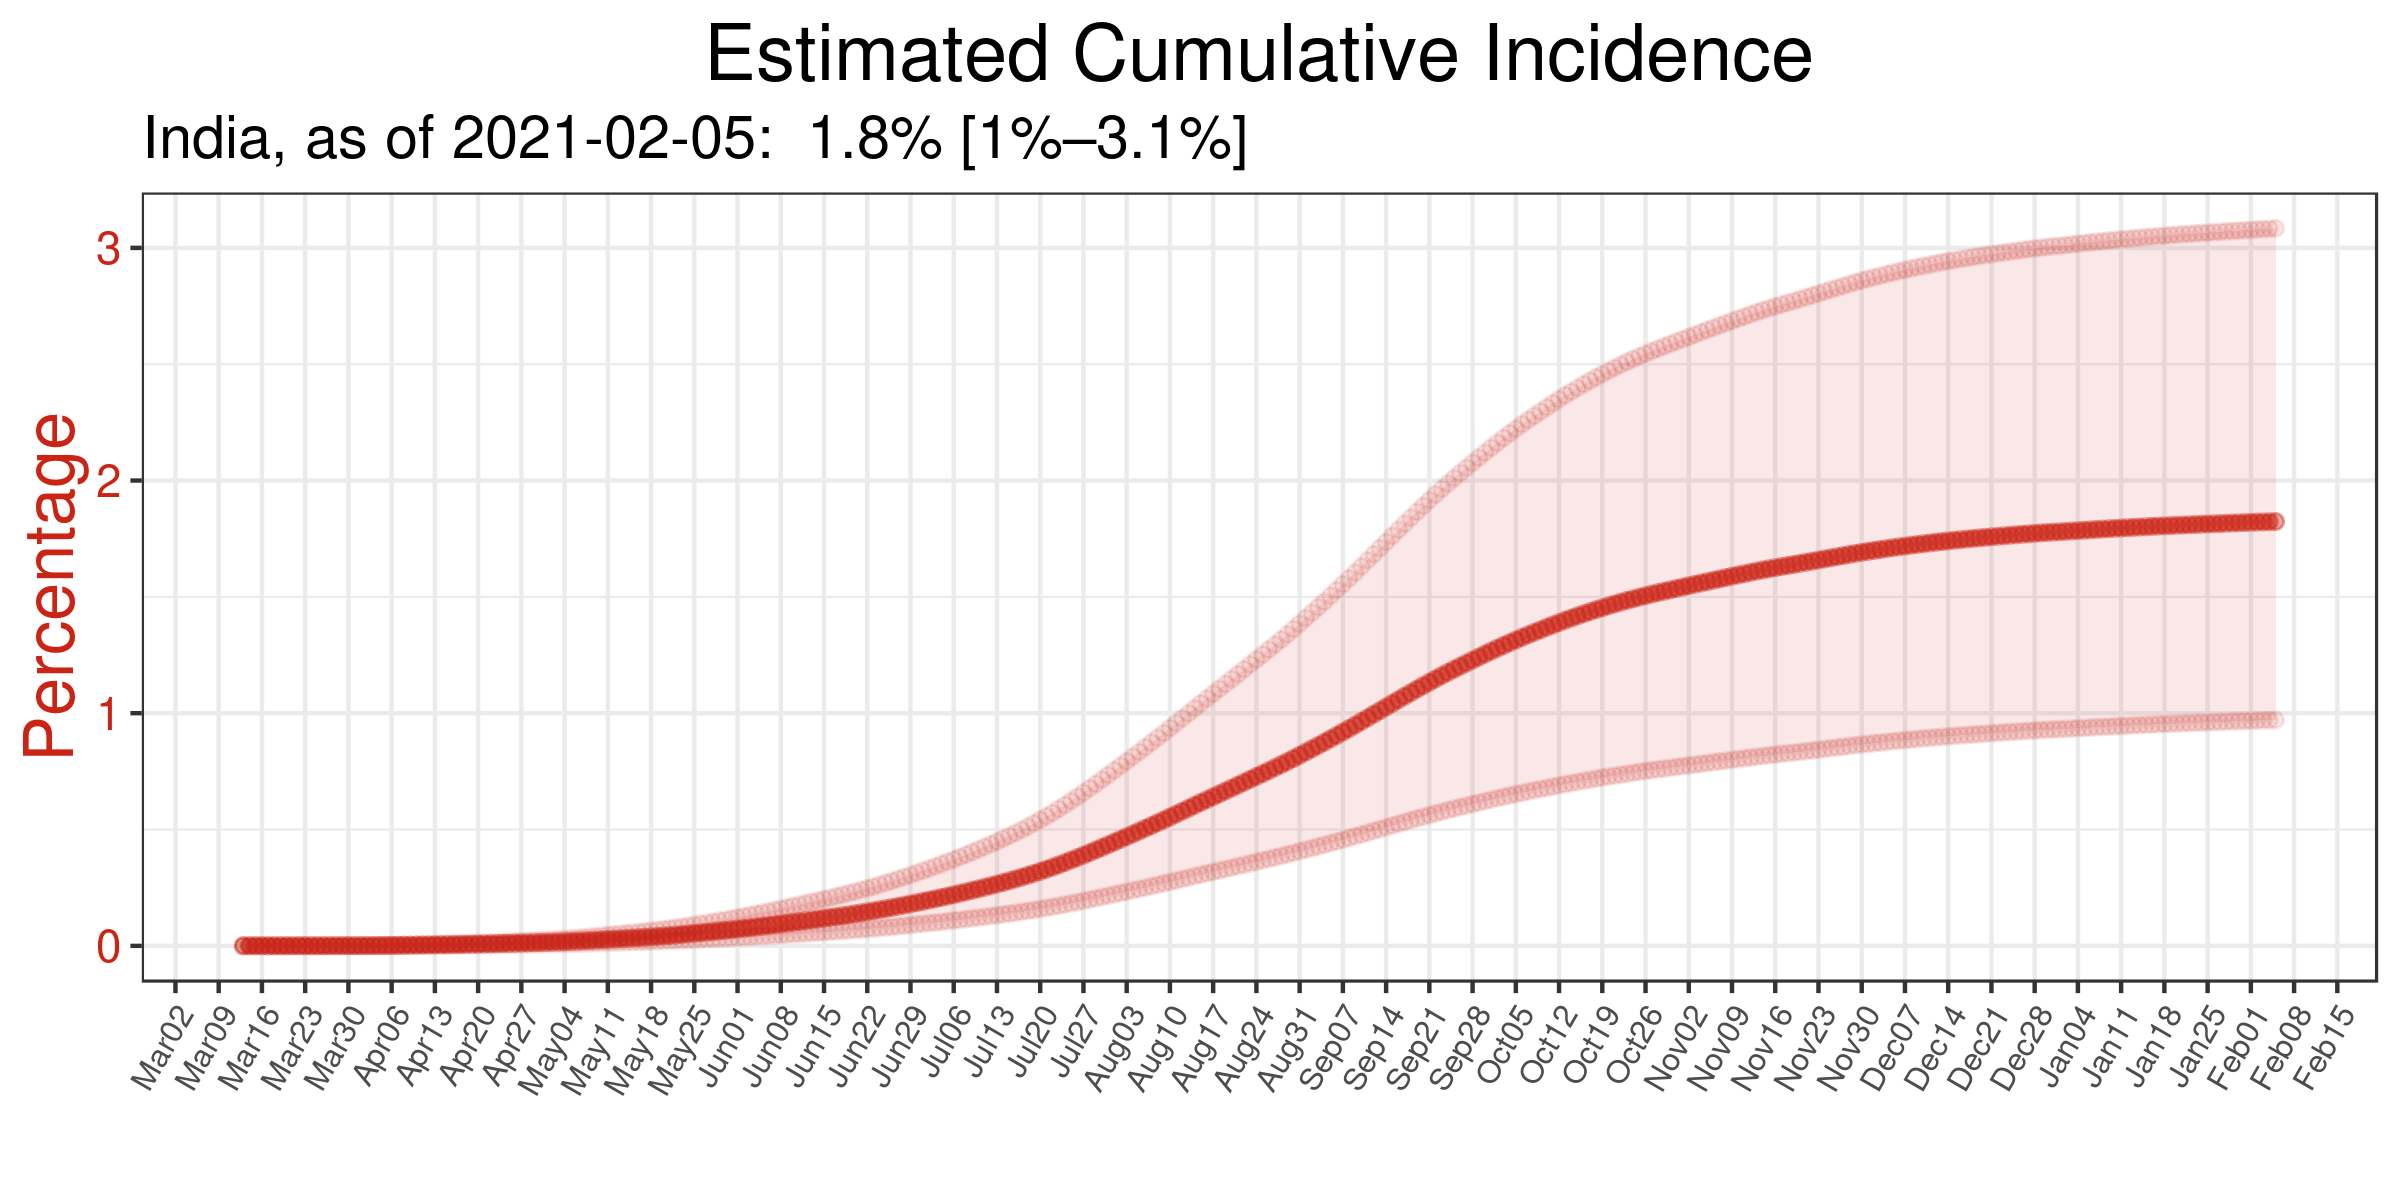 Estimated Cumulative Incidence
India, as of 2021-02-05:  1.8% [1%–3.1%]
Percentage
3
2
1
0
Mar02
Mar09
Mar16
Mar23
Mar30
Apr06
Apr13
Apr20
Apr27
May04
May11
May18
May25
Jun01
Jun08
Jun15
Jun22
Jun29
Jul06
Jul13
Jul20
Jul27
Aug03
Aug10
Aug17
Aug24
Aug31
Sep07
Sep14
Sep21
Sep28
Oct05
Oct12
Oct19
Oct26
Nov02
Nov09
Nov16
Nov23
Nov30
Dec07
Dec14
Dec21
Dec28
Jan04
Jan11
Jan18
Jan25
Feb01
Feb08
Feb15